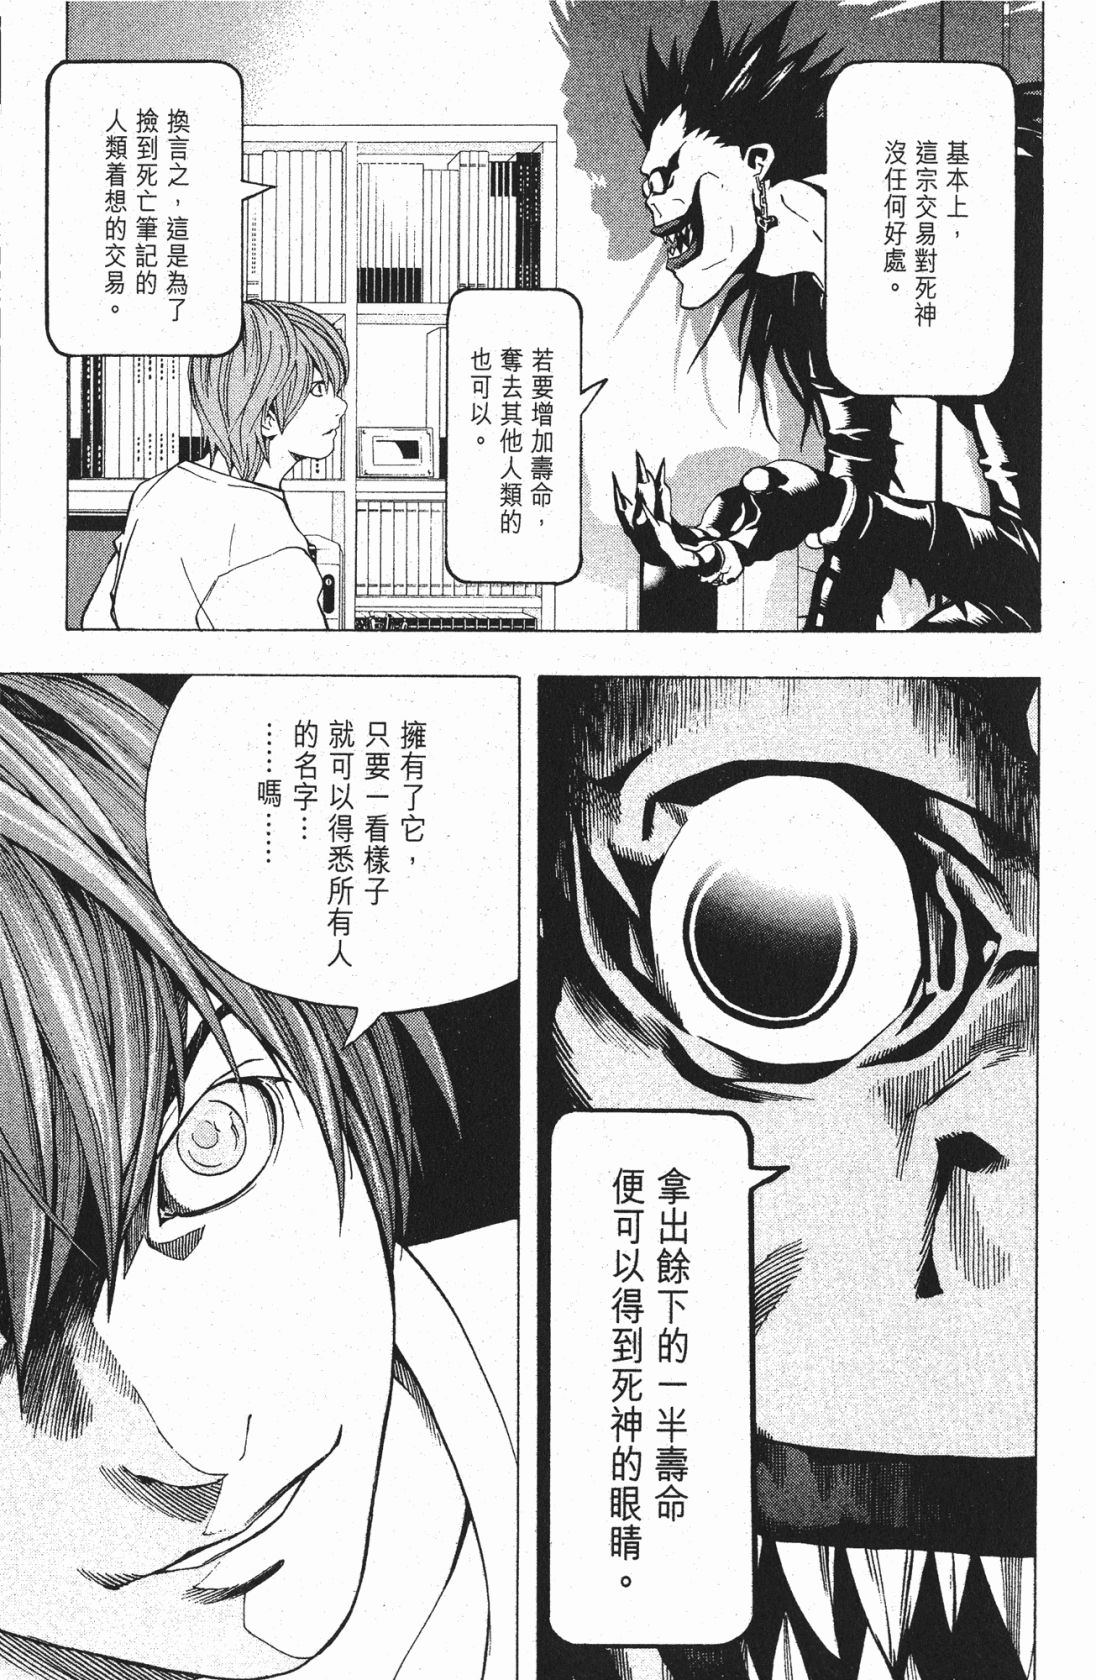 基本上，
這宗交易對死神
沒任何好處。
若要增加壽命，
奪去其他人類的
也可以。
換言之，這是為了
撿到死亡筆記的
人類着想的交易。
拿出餘下的一半壽命
便可以得到死神的眼睛。
擁有了它，
只要一看樣子
就可以得悉所有人
的名字…
……嗎……